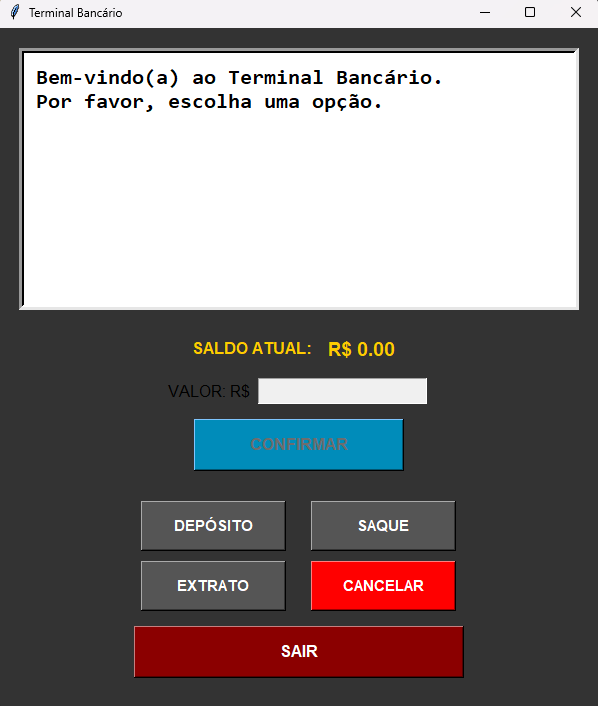 Terminal Bancário
Bem-vindo(a) ao Terminal Bancário.
Por favor, escolha uma opção.
SALDO ATUAL: R$ 0.00
VALOR: R$
CONFIRMAR
DEPÓSITO SAQUE
EXTRATO CANCELAR
SAIR